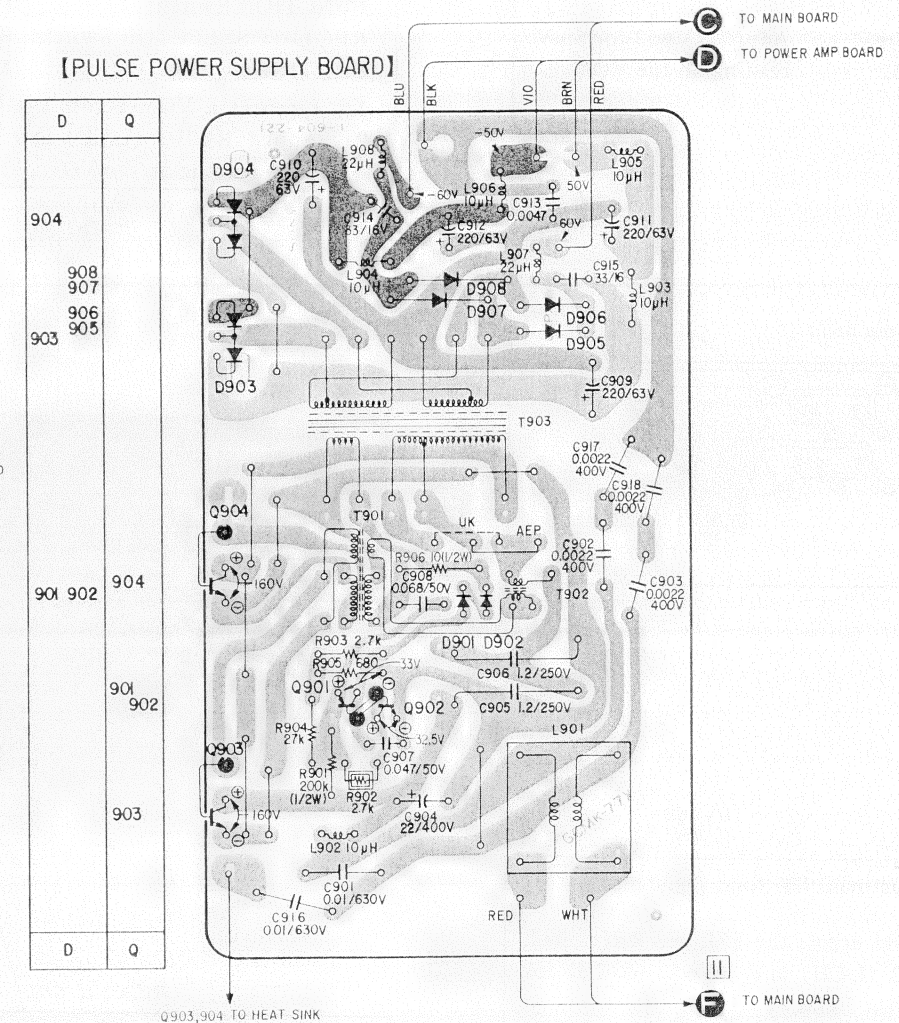 C TO MAIN BOARD
D TO POWER AMP BOARD
【PULSE POWER SUPPLY BOARD】
BLU
BLK
VIO
BRN
RED
D Q
904
908
907
906
905
903
901 902
904
901
902
903
D Q
1-604-221
D904
C910
220
63V
L908
22μH
-50V
L905
10μH
L906
10μH
-60V
50V
C913
0.0047
C914
33/16V
C912
220/63V
60V
C911
220/63V
L904
10μH
L907
22μH
C915
33/16
L903
10μH
D908
D907
D906
D905
D903
C909
220/63V
T903
C917
0.0022
400V
C918
0.0022
400V
Q904
T901
UK
AEP
R906 10(1/2W)
C908
0.068/50V
C902
0.0022
400V
160V
T902
C903
0.0022
400V
D901 D902
R903 2.7k
R905 680
33V
C906 1.2/250V
Q901
Q902
C905 1.2/250V
R904
27k
32.5V
L901
Q903
C907
0.047/50V
R901
200k
(1/2W)
R902
2.7k
160V
C904
22/400V
L902 10μH
C901
0.01/630V
C916
0.01/630V
RED
WHT
11
F TO MAIN BOARD
Q903,904 TO HEAT SINK